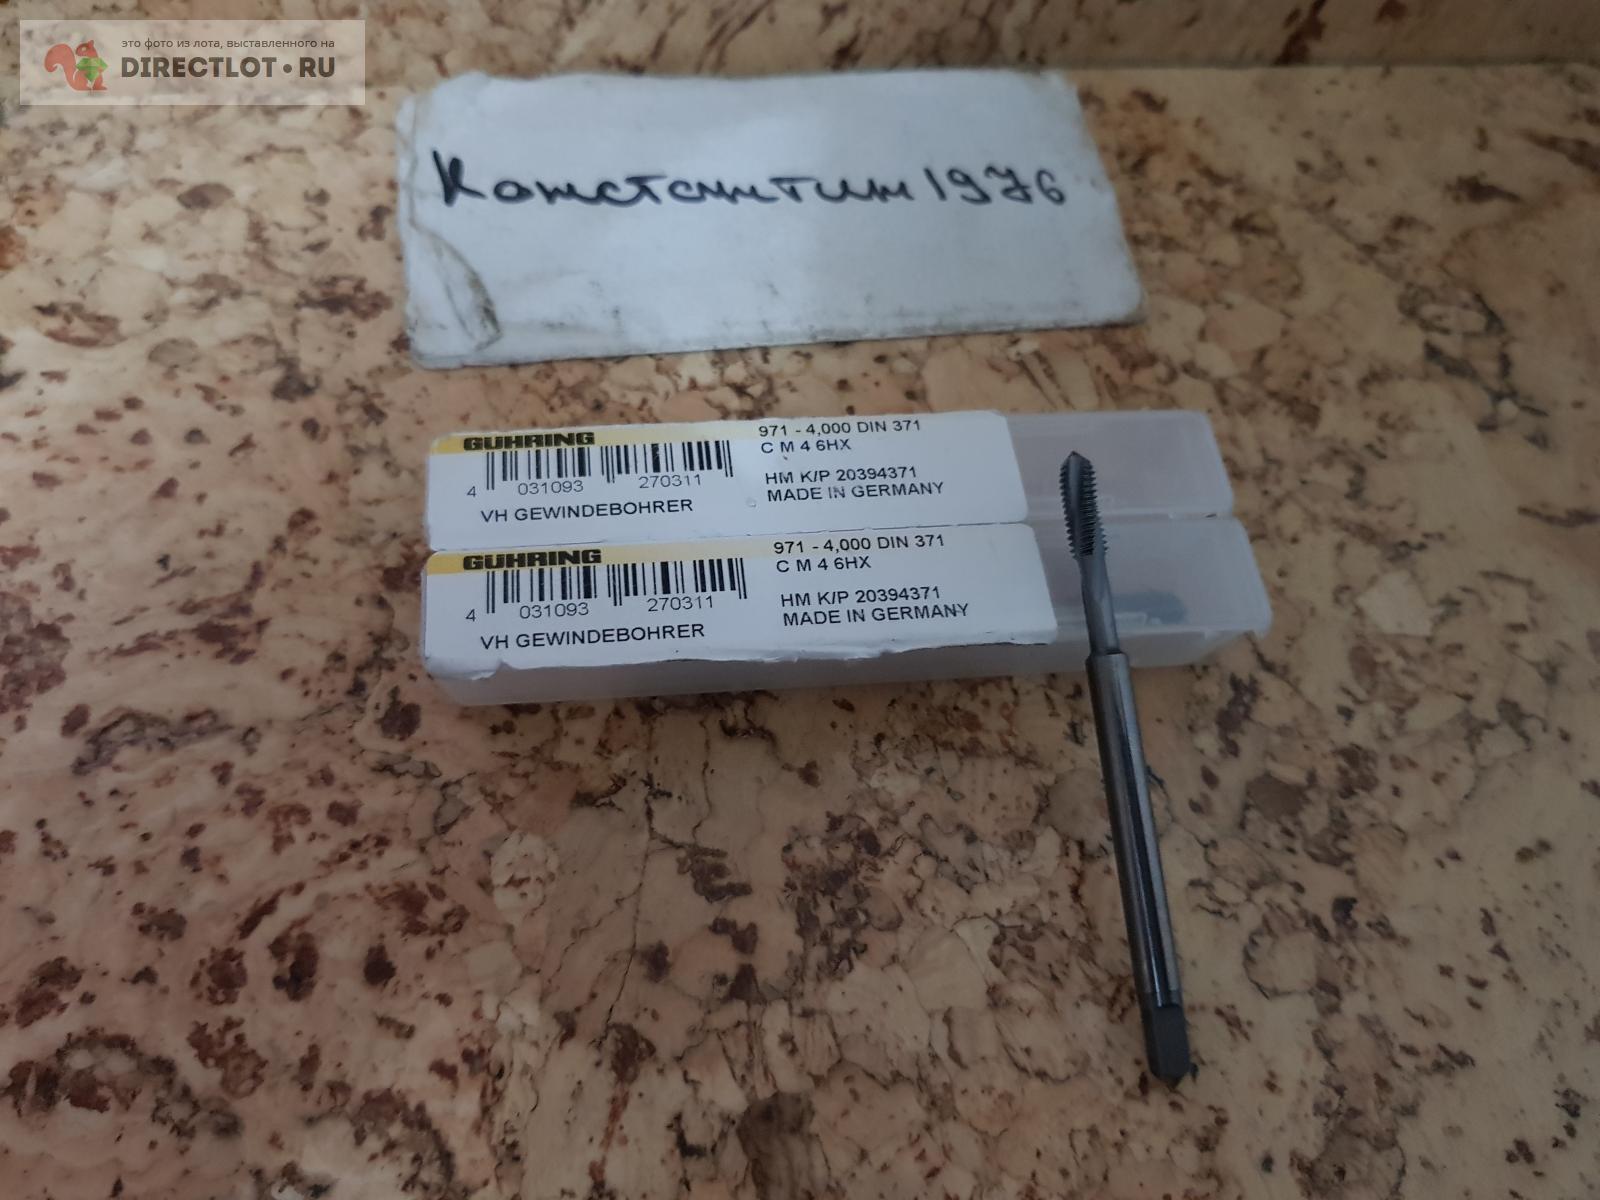 это фото из лота, выставленного на
DIRECTLOT.RU
Константин 1976
GUHRING
971 - 4,000 DIN 371
C M 4 6HX
4 031093 270311
HM K/P 20394371
MADE IN GERMANY
VH GEWINDEBOHRER
GUHRING
971 - 4,000 DIN 371
C M 4 6HX
4 031093 270311
HM K/P 20394371
MADE IN GERMANY
VH GEWINDEBOHRER